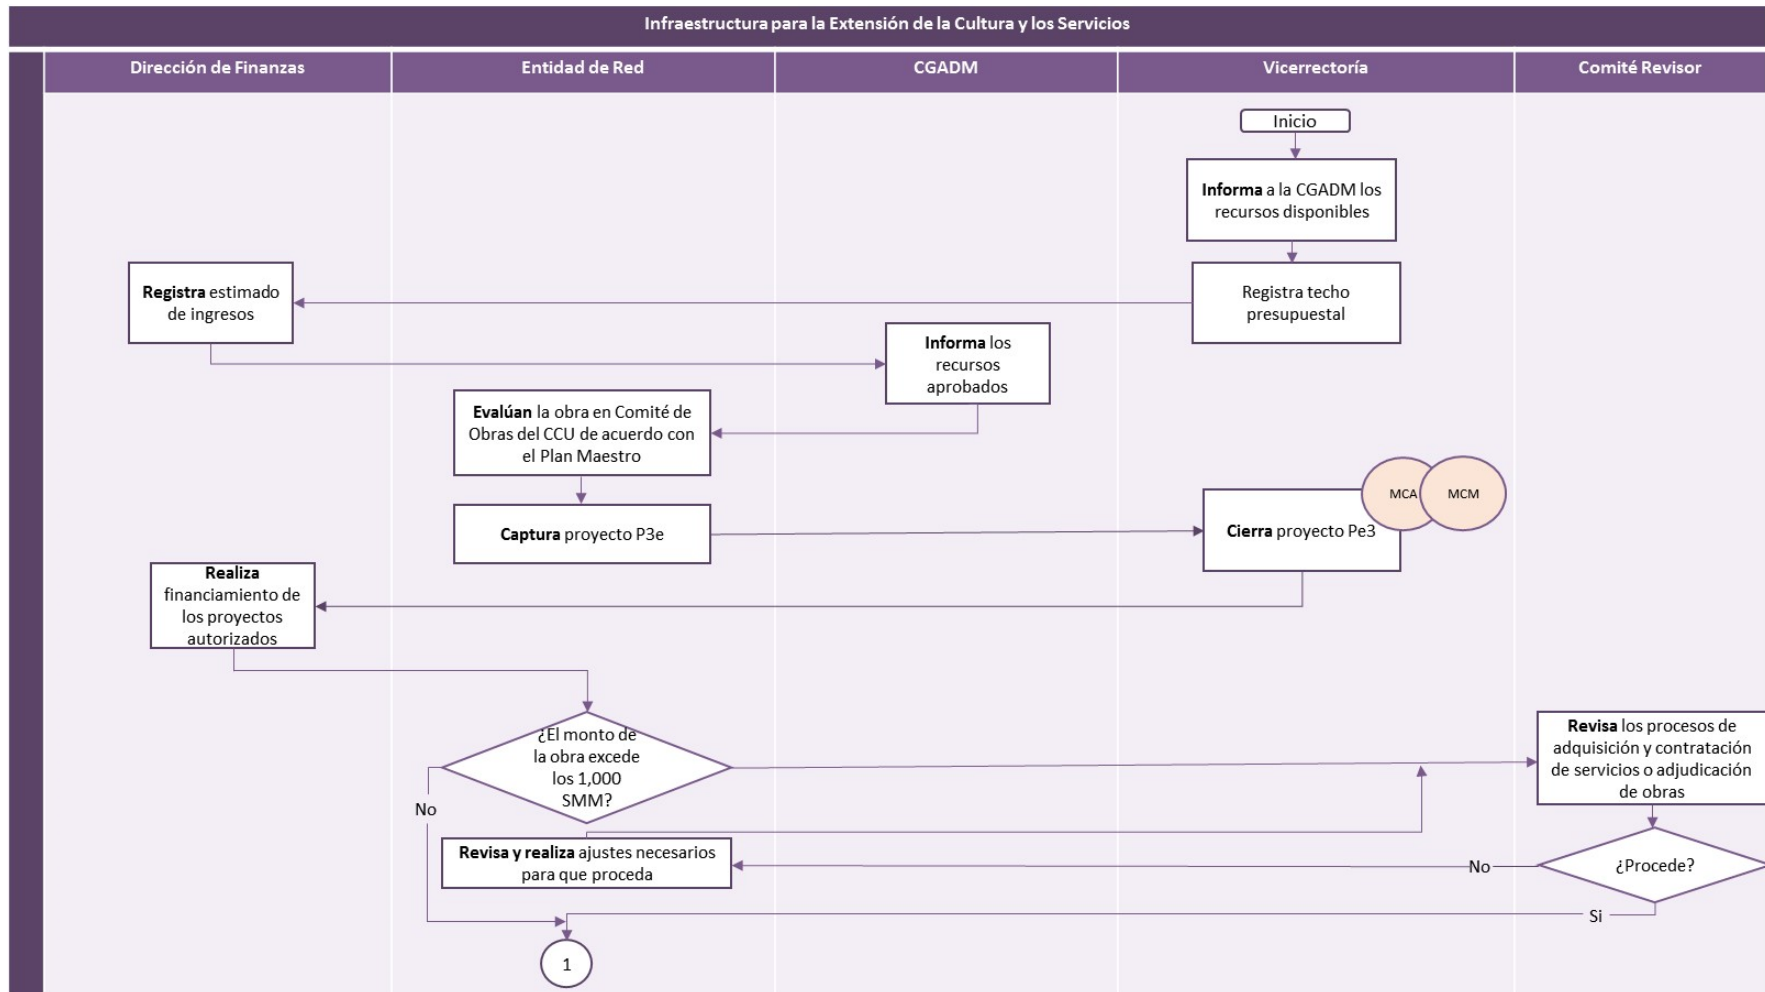 Infraestructura para la Extensión de la Cultura y los Servicios
Dirección de Finanzas
Entidad de Red
CGADM
Vicerrectoría
Comité Revisor
Inicio
Informa a la CGADM los
recursos disponibles
Registra estimado
de ingresos
Registra techo
presupuestal
Informa los
recursos
aprobados
Evalúan la obra en Comité de
Obras del CCU de acuerdo con
el Plan Maestro
MCA
MCM
Captura proyecto P3e
Cierra proyecto Pe3
Realiza
financiamiento de
los proyectos
autorizados
¿El monto de
la obra excede
los 1,000
SMM?
Revisa los procesos de
adquisición y contratación
de servicios o adjudicación
de obras
No
Revisa y realiza ajustes necesarios
para que proceda
No
¿Procede?
Si
1